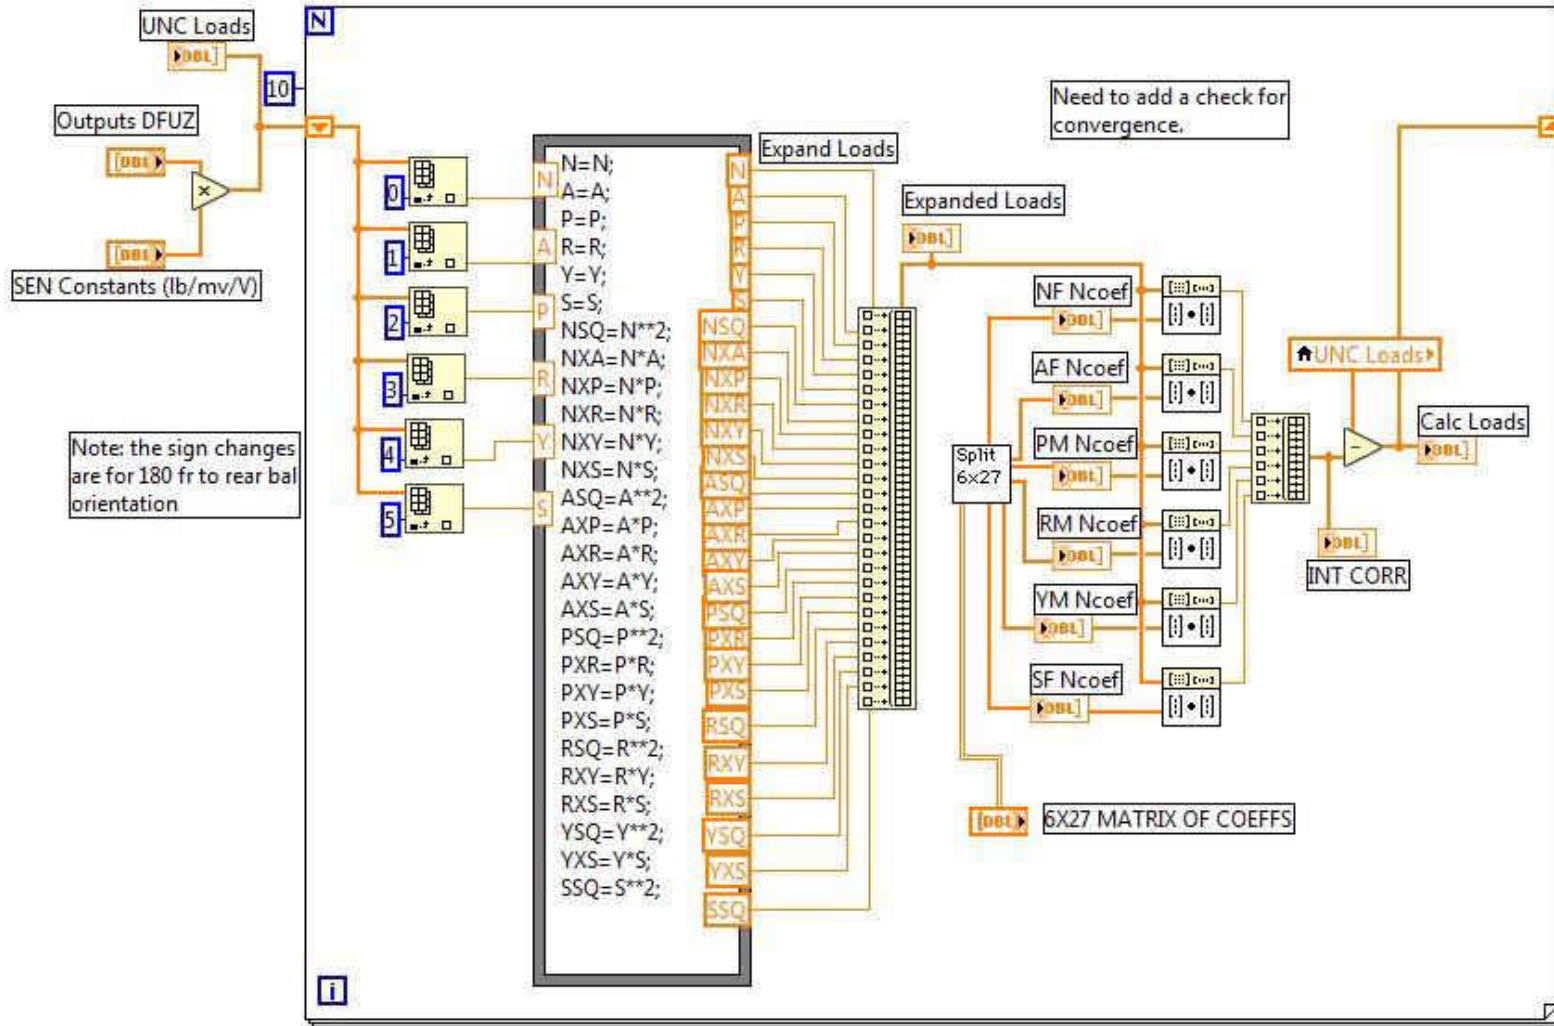 UNC Loads
DBL]
N
10
Outputs DFUZ
[DBL
[DBL
SEN Constants (lb/mv/V)
Note: the sign changes
are for 180 fr to rear bal
orientation
0
1
2
3
4
5
N
A
P
R
Y
S
N=N;
A=A;
P=P;
R=R;
Y=Y;
S=S;
NSQ=N**2;
NXA=N*A;
NXP=N*P;
NXR=N*R;
NXY=N*Y;
NXS=N*S;
ASQ=A**2;
AXP=A*P;
AXR=A*R;
AXY=A*Y;
AXS=A*S;
PSQ=P**2;
PXR=P*R;
PXY=P*Y;
PXS=P*S;
RSQ=R**2;
RXY=R*Y;
RXS=R*S;
YSQ=Y**2;
YXS=Y*S;
SSQ=S**2;
N
A
P
R
Y
S
NSQ
NXA
NXP
NXR
NXY
NXS
ASQ
AXP
AXR
AXY
AXS
PSQ
PXR
PXY
PXS
RSQ
RXY
RXS
YSQ
YXS
SSQ
Expand Loads
Expanded Loads
DBL]
Need to add a check for
convergence.
Split
6x27
NF Ncoef
DBL]
AF Ncoef
DBL]
PM Ncoef
DBL]
RM Ncoef
DBL]
YM Ncoef
DBL]
SF Ncoef
DBL]
[DBL]
6X27 MATRIX OF COEFFS
UNC Loads
Calc Loads
DBL]
DBL]
INT CORR
i